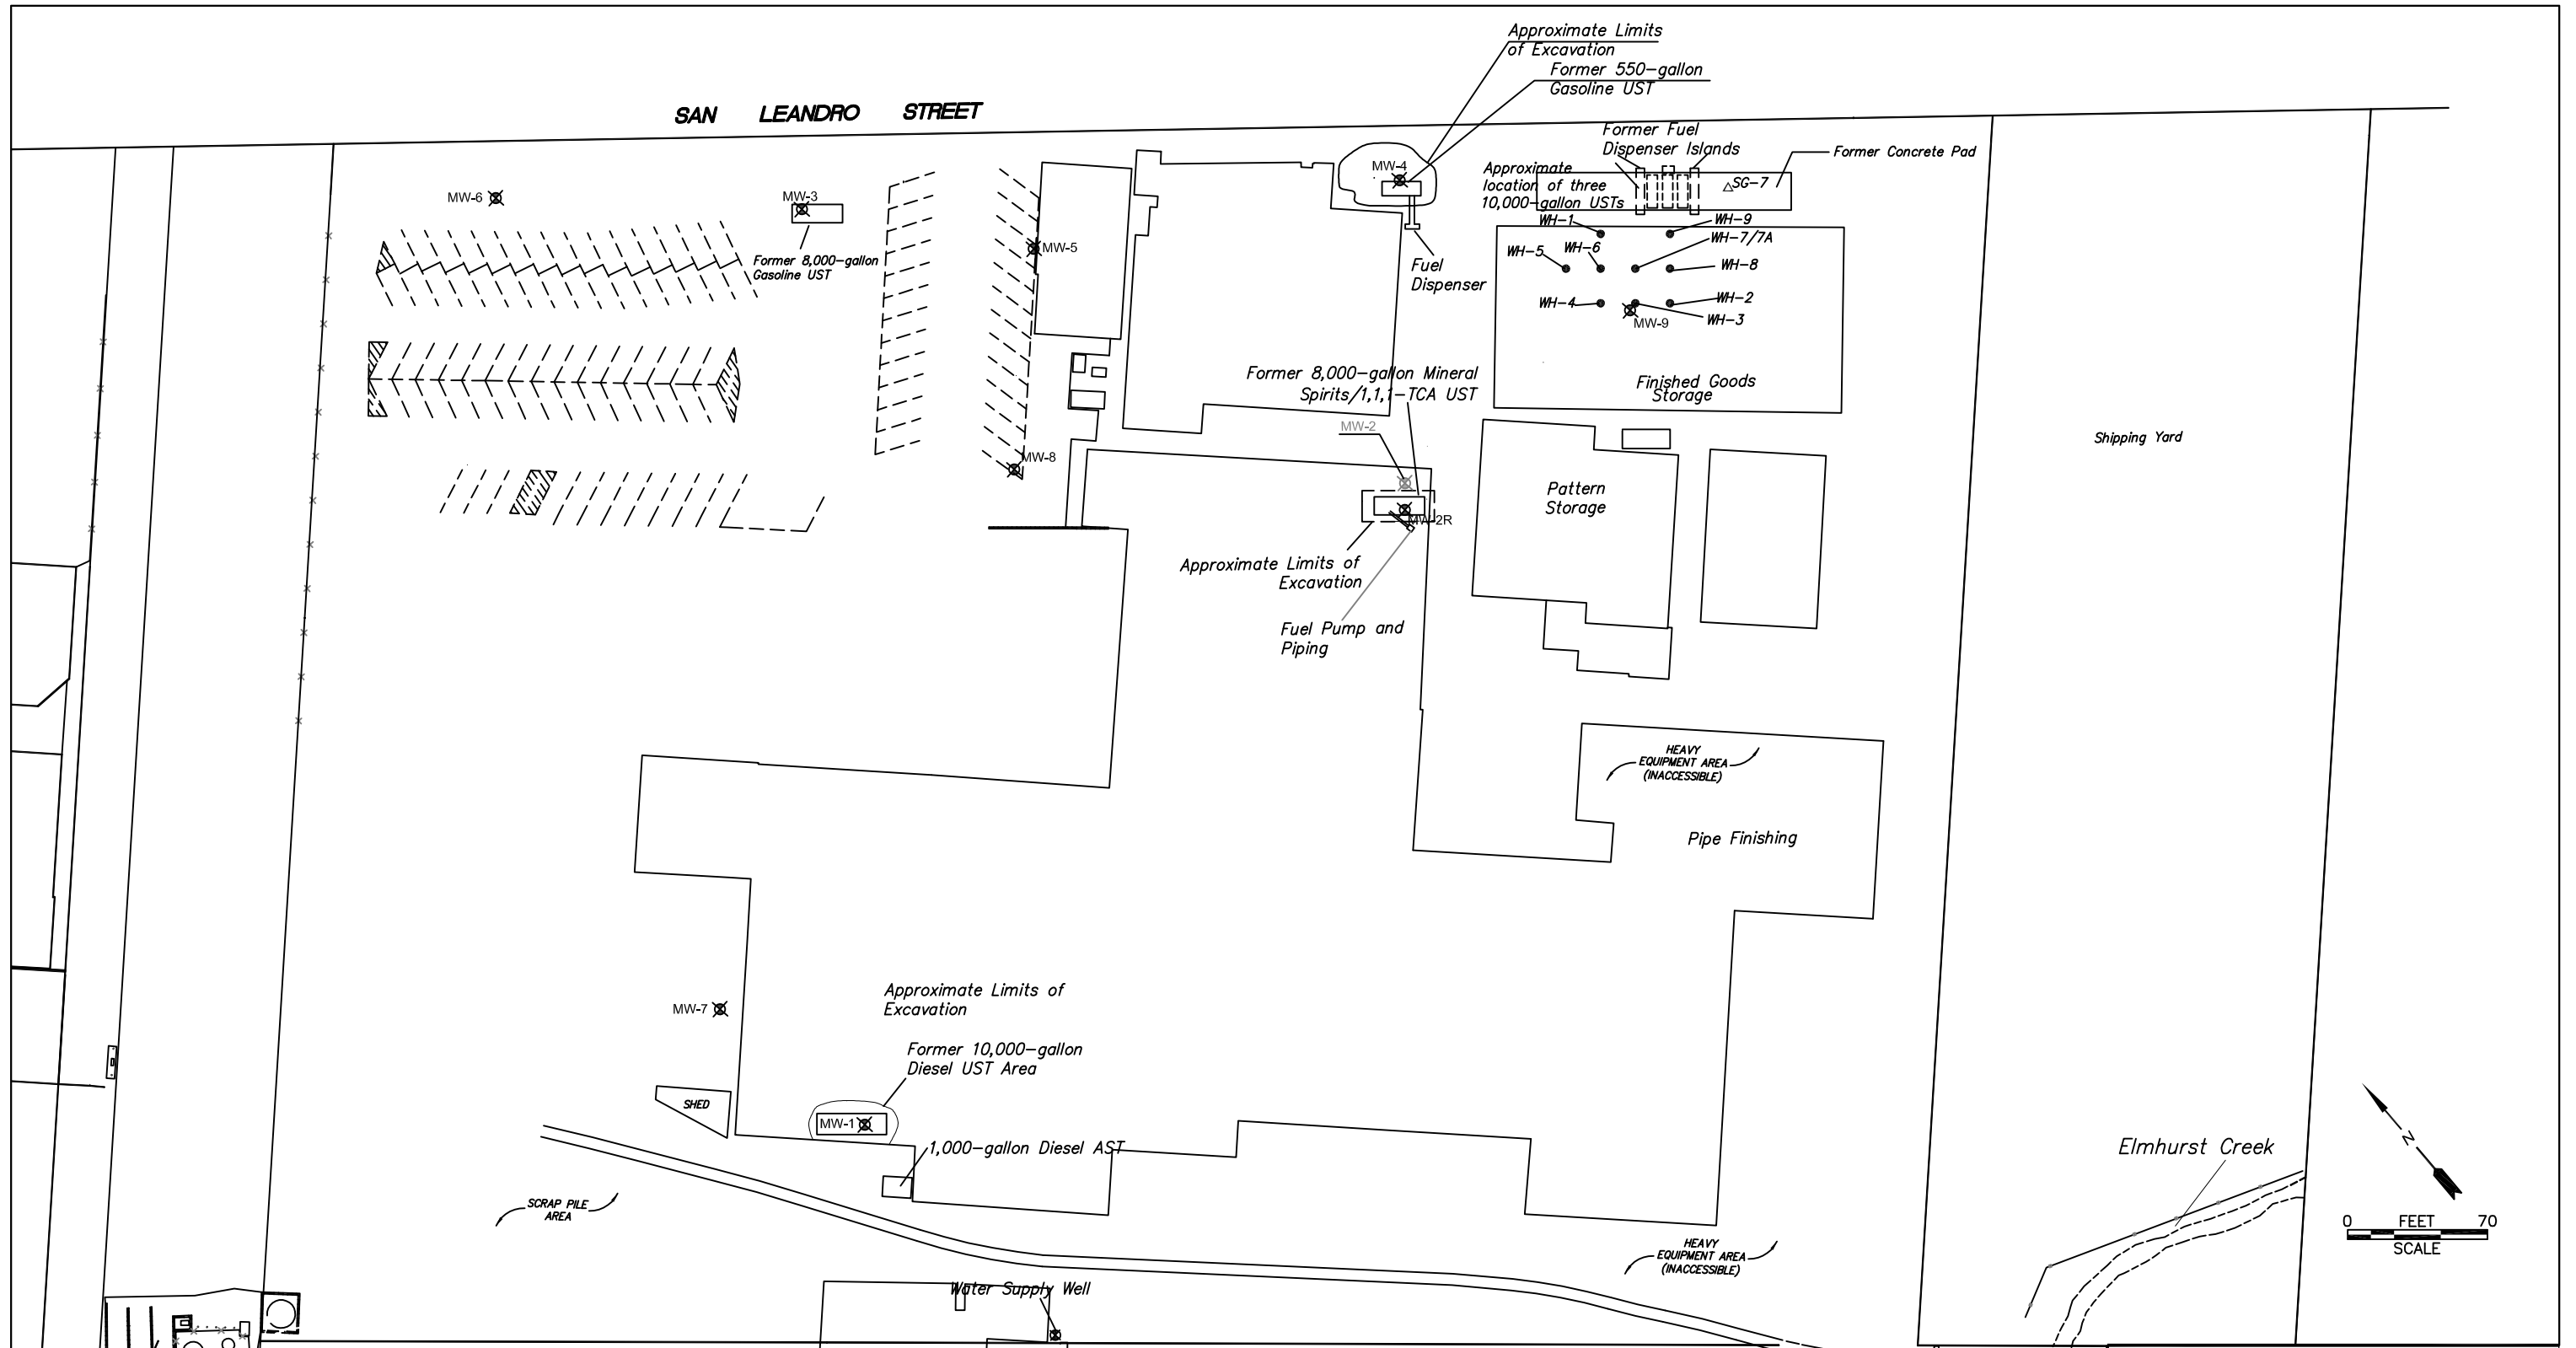 Approximate Limits
of Excavation
Former 550-gallon
Gasoline UST
SAN LEANDRO STREET
Former Fuel
Dispenser Islands
Former Concrete Pad
MW-4
Approximate
location of three
10,000-gallon USTs
SG-7
MW-6
MW-3
WH-1
WH-9
WH-7/7A
MW-5
WH-5
WH-6
Former 8,000-gallon
Gasoline UST
Fuel
Dispenser
WH-8
WH-4
WH-2
WH-3
MW-9
Former 8,000-gallon Mineral
Spirits/1,1,1-TCA UST
Finished Goods
Storage
MW-2
Shipping Yard
MW-8
Pattern
Storage
MW-2R
Approximate Limits of
Excavation
Fuel Pump and
Piping
HEAVY
EQUIPMENT AREA
(INACCESSIBLE)
Pipe Finishing
Approximate Limits of
Excavation
MW-7
Former 10,000-gallon
Diesel UST Area
SHED
MW-1
1,000-gallon Diesel AST
Elmhurst Creek
N
SCRAP PILE
AREA
0 FEET 70
SCALE
HEAVY
EQUIPMENT AREA
(INACCESSIBLE)
Water Supply Well